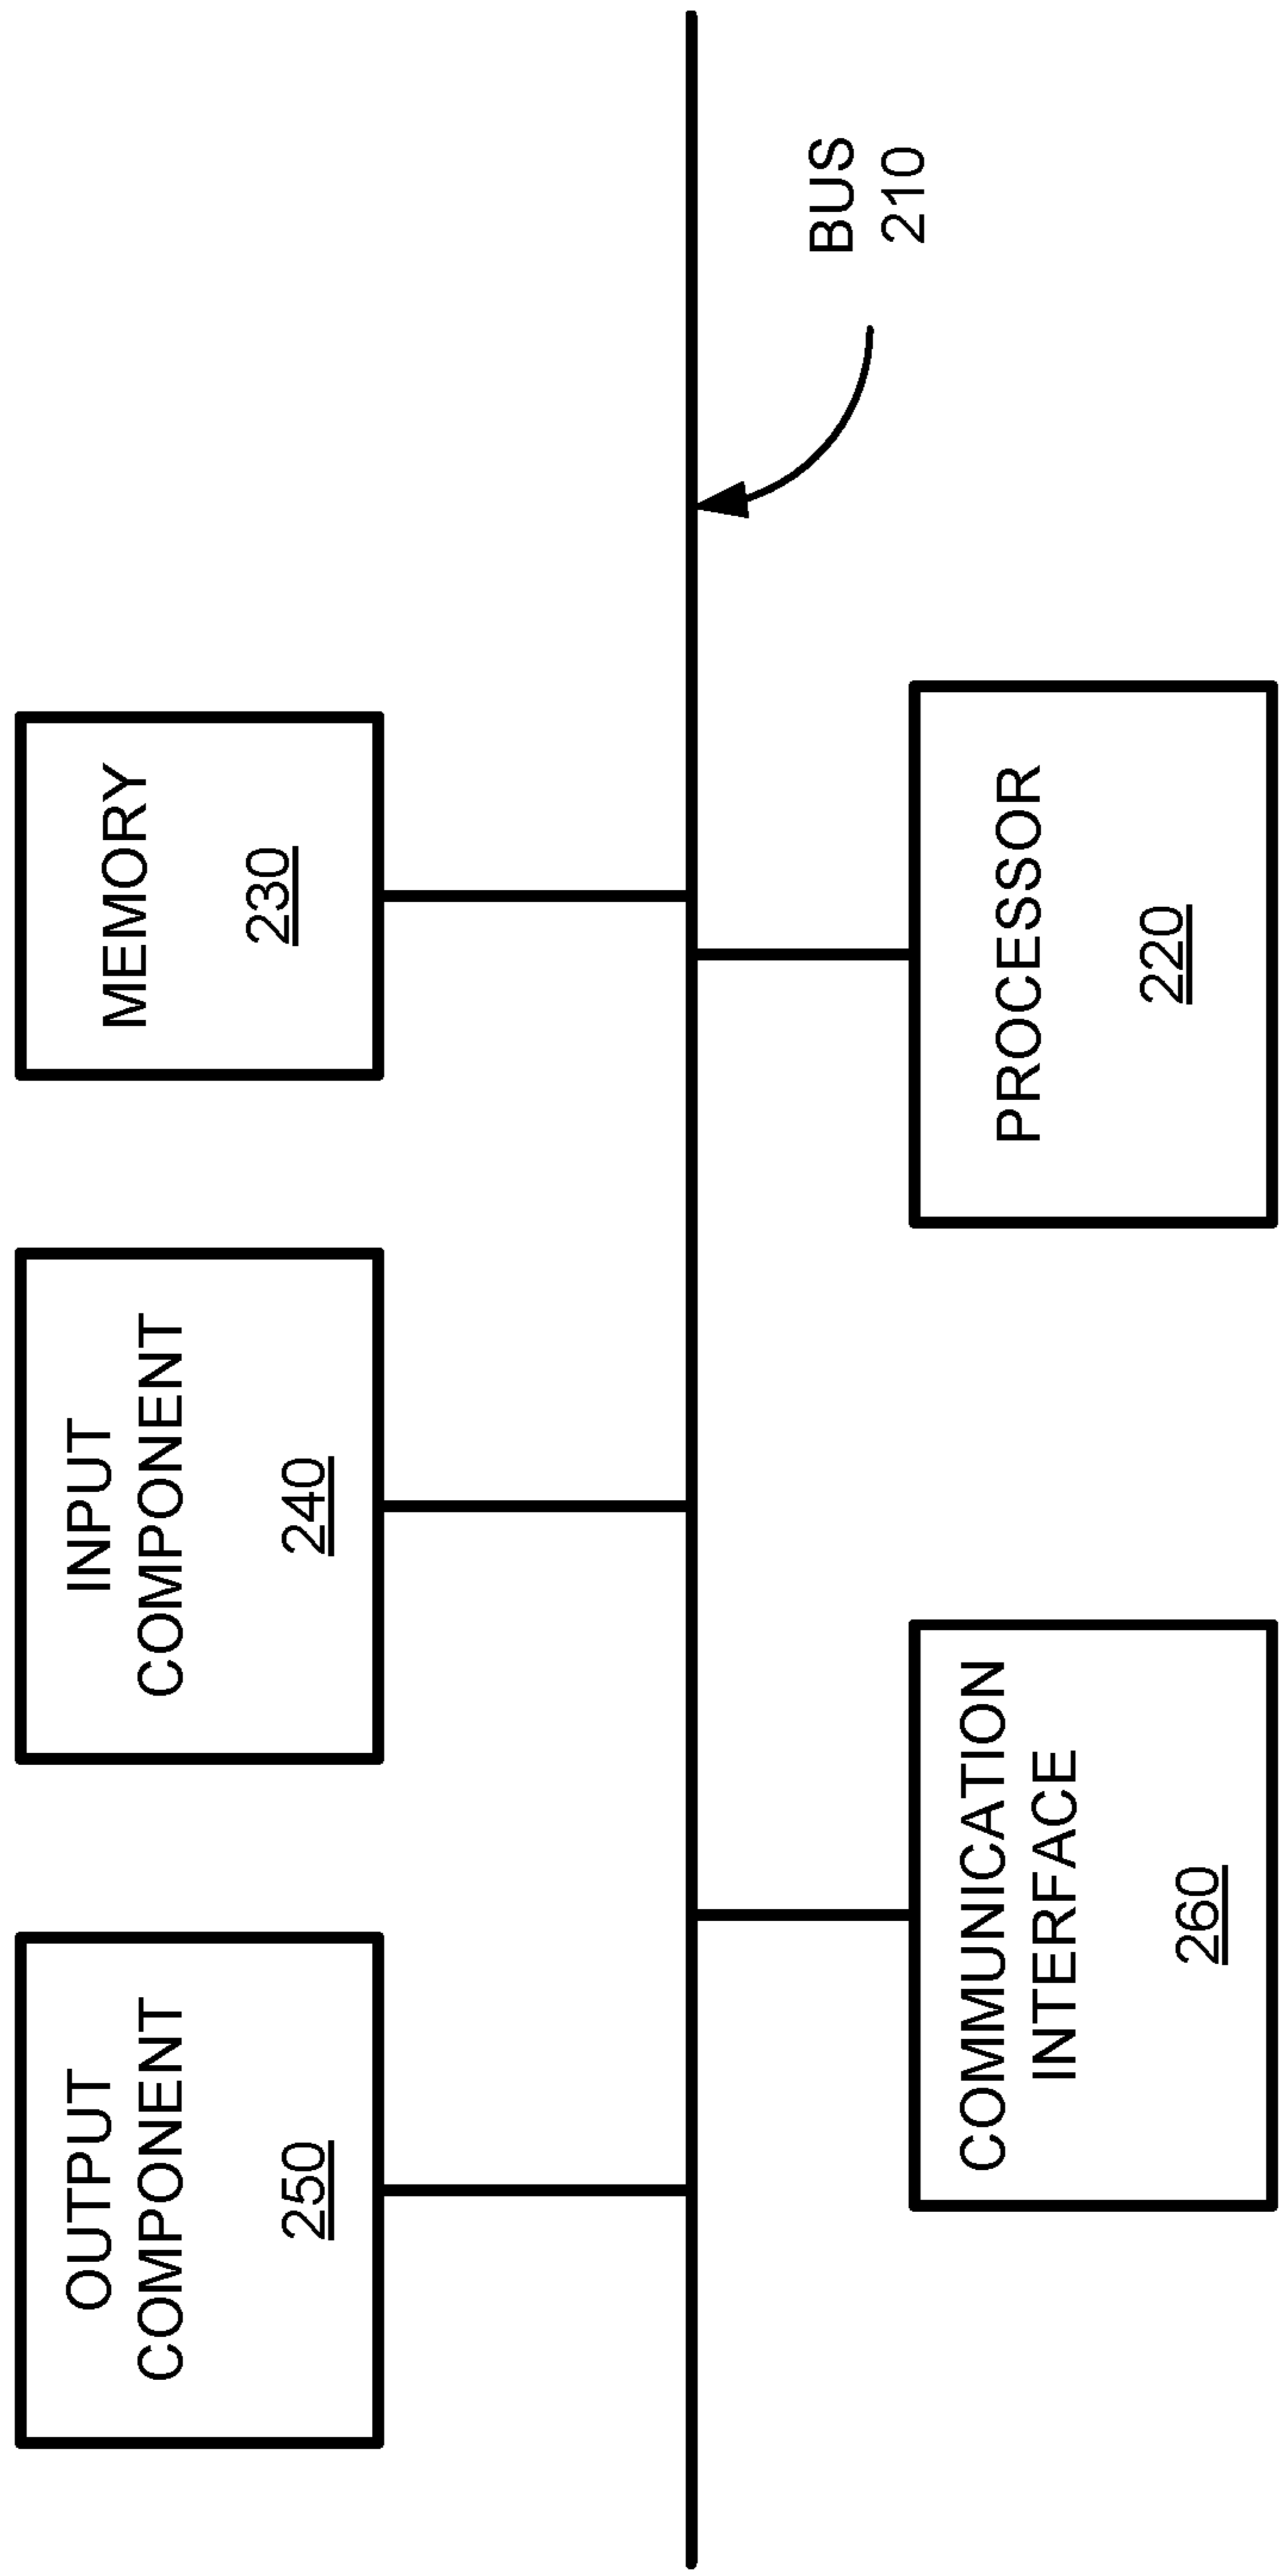 OUTPUT
COMPONENT
250
INPUT
COMPONENT
240
MEMORY
230
BUS
210
COMMUNICATION
INTERFACE
260
PROCESSOR
220